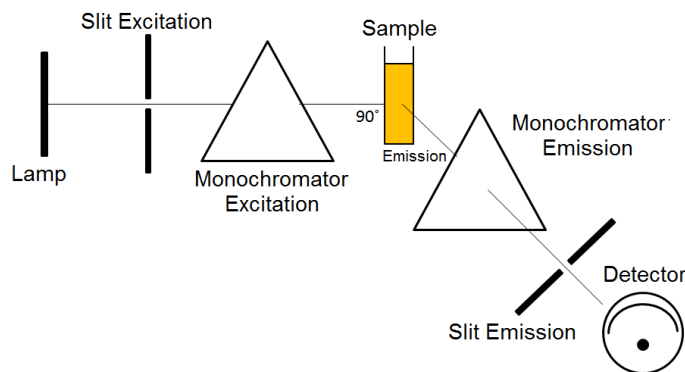 Slit Excitation
Sample
Lamp
Monochromator
Excitation
90°
Emission
Monochromator
Emission
Detector
Slit Emission